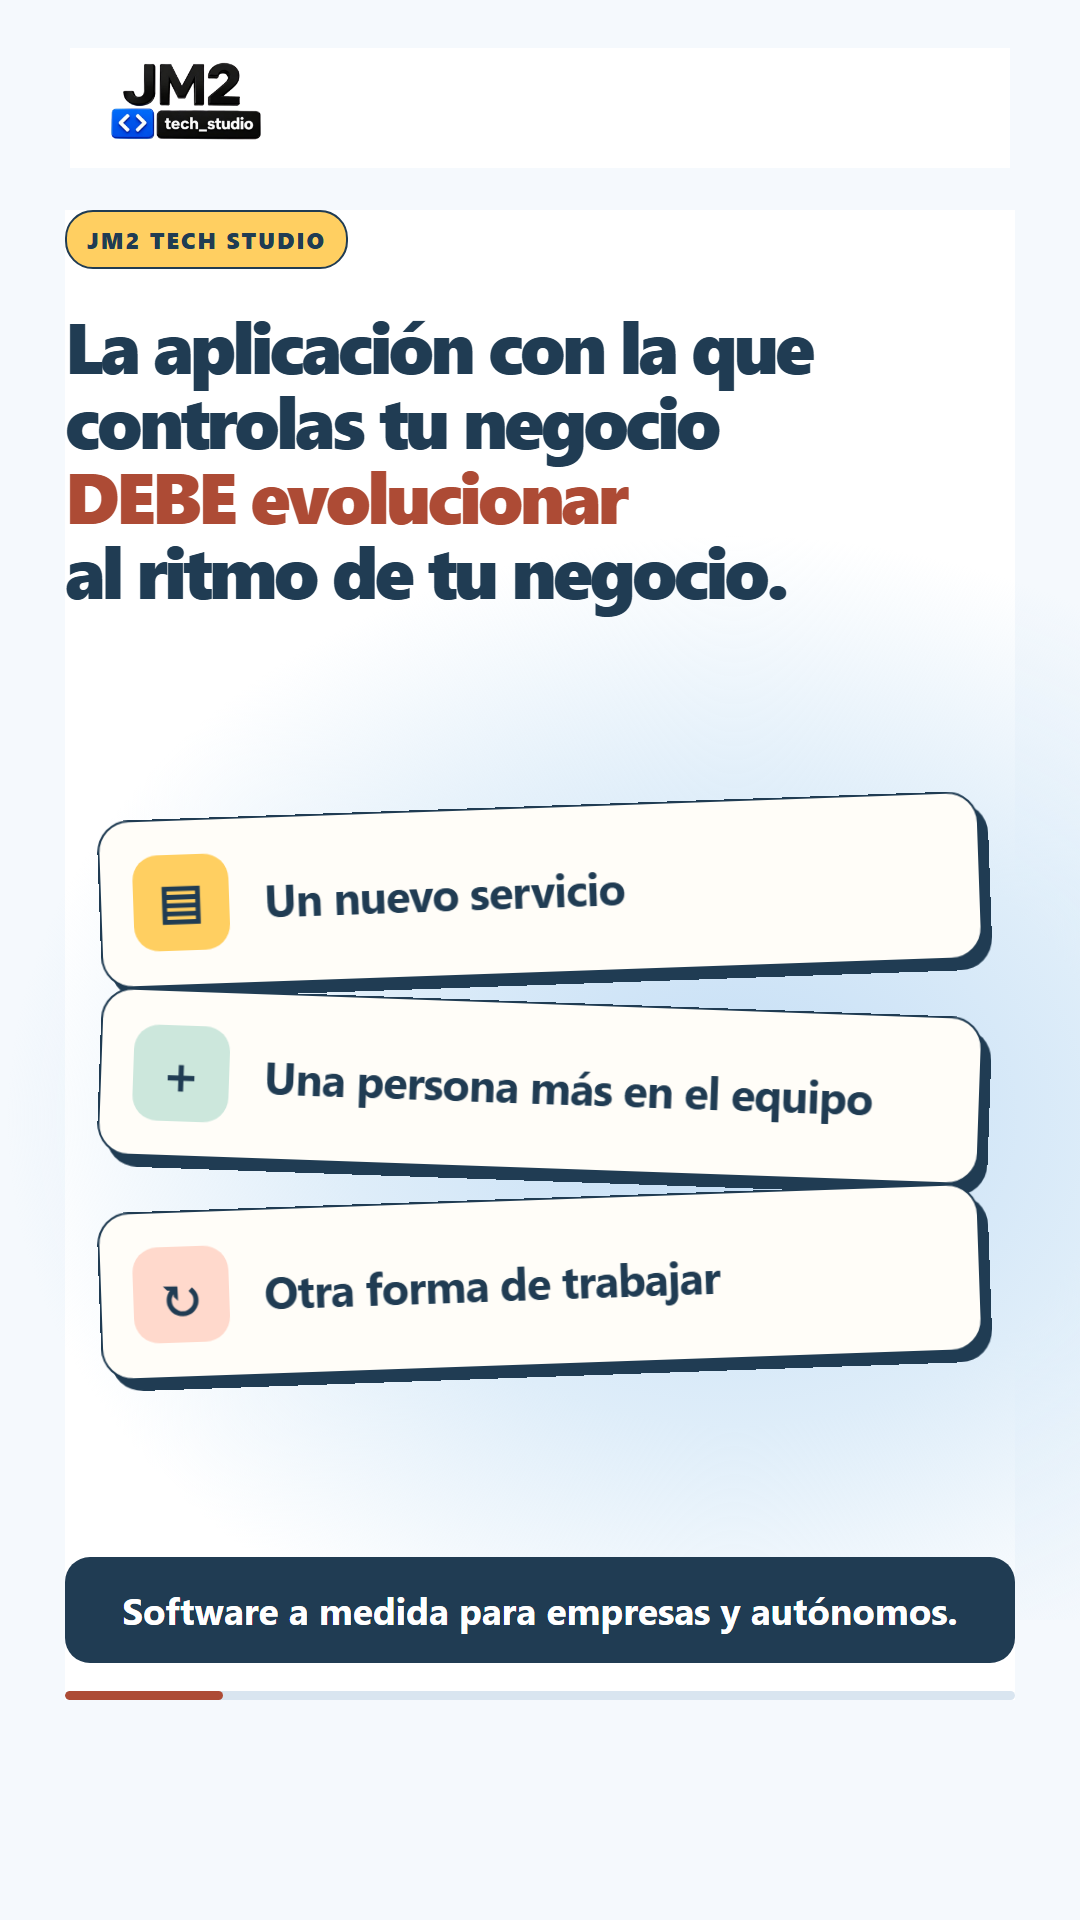 JM2
<> tech_studio
JM2 TECH STUDIO
La aplicación con la que
controlas tu negocio
DEBE evolucionar
al ritmo de tu negocio.
Un nuevo servicio
+ Una persona más en el equipo
↻ Otra forma de trabajar
Software a medida para empresas y autónomos.